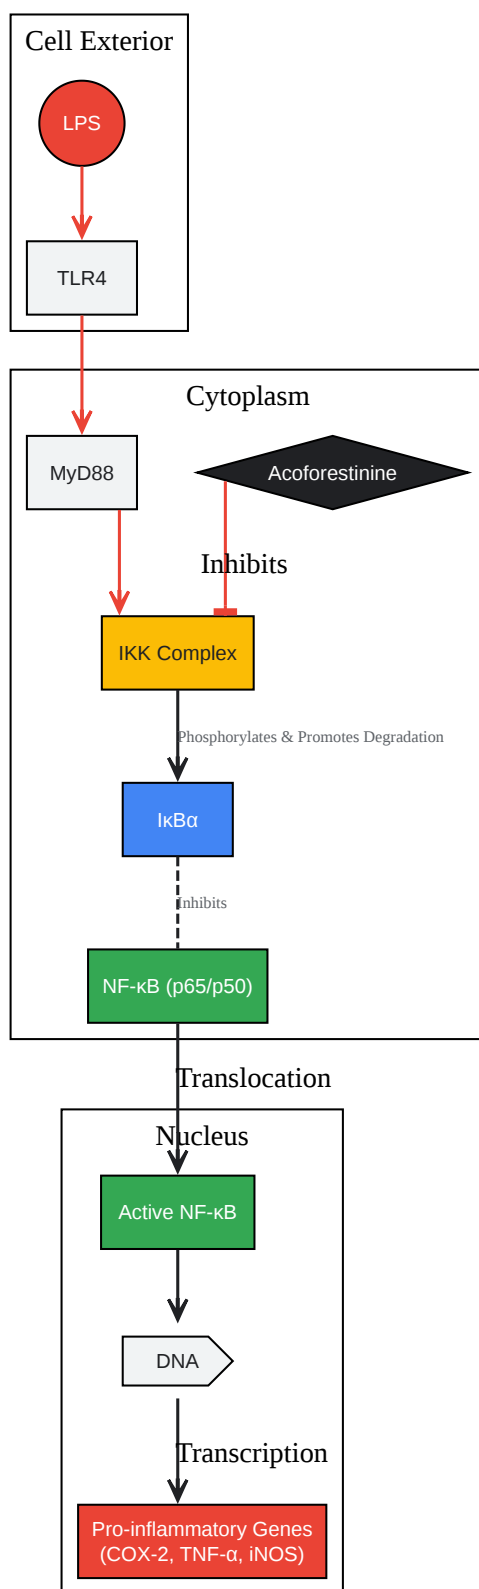 Cell Exterior
LPS
TLR4
Cytoplasm
MyD88
Acoforestinine
Inhibits
IKK Complex
Phosphorylates & Promotes Degradation
IκBα
Inhibits
NF-κB (p65/p50)
Translocation
Nucleus
Active NF-κB
DNA
Transcription
Pro-inflammatory Genes
(COX-2, TNF-α, iNOS)